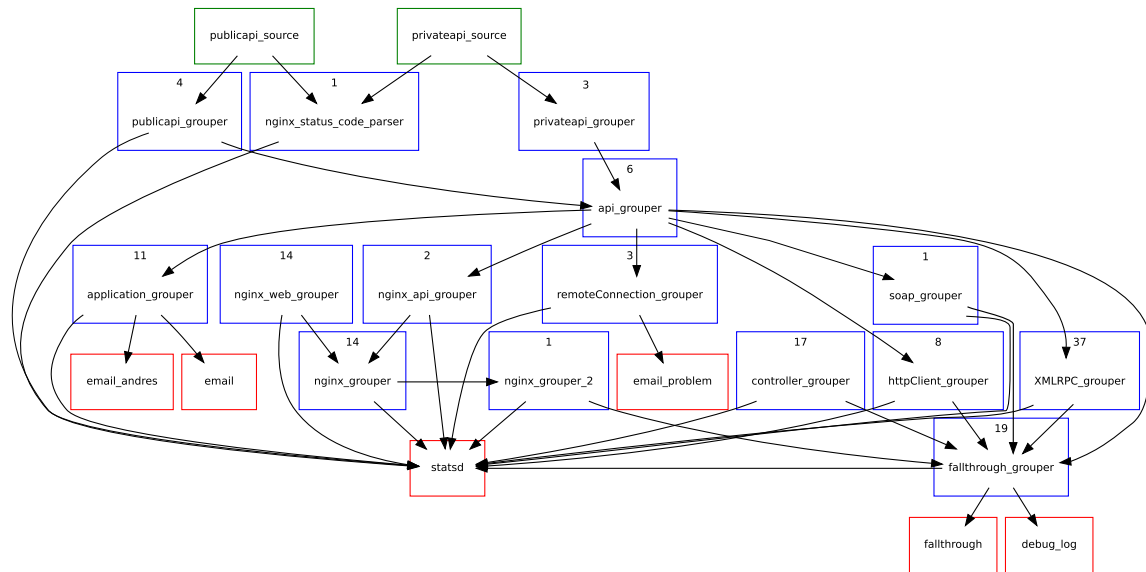 publicapi_source
privateapi_source
4
publicapi_grouper
1
nginx_status_code_parser
3
privateapi_grouper
6
api_grouper
11
application_grouper
14
nginx_web_grouper
2
nginx_api_grouper
3
remoteConnection_grouper
1
soap_grouper
email_andres
email
14
nginx_grouper
1
nginx_grouper_2
email_problem
17
controller_grouper
8
httpClient_grouper
37
XMLRPC_grouper
statsd
19
fallthrough_grouper
fallthrough
debug_log